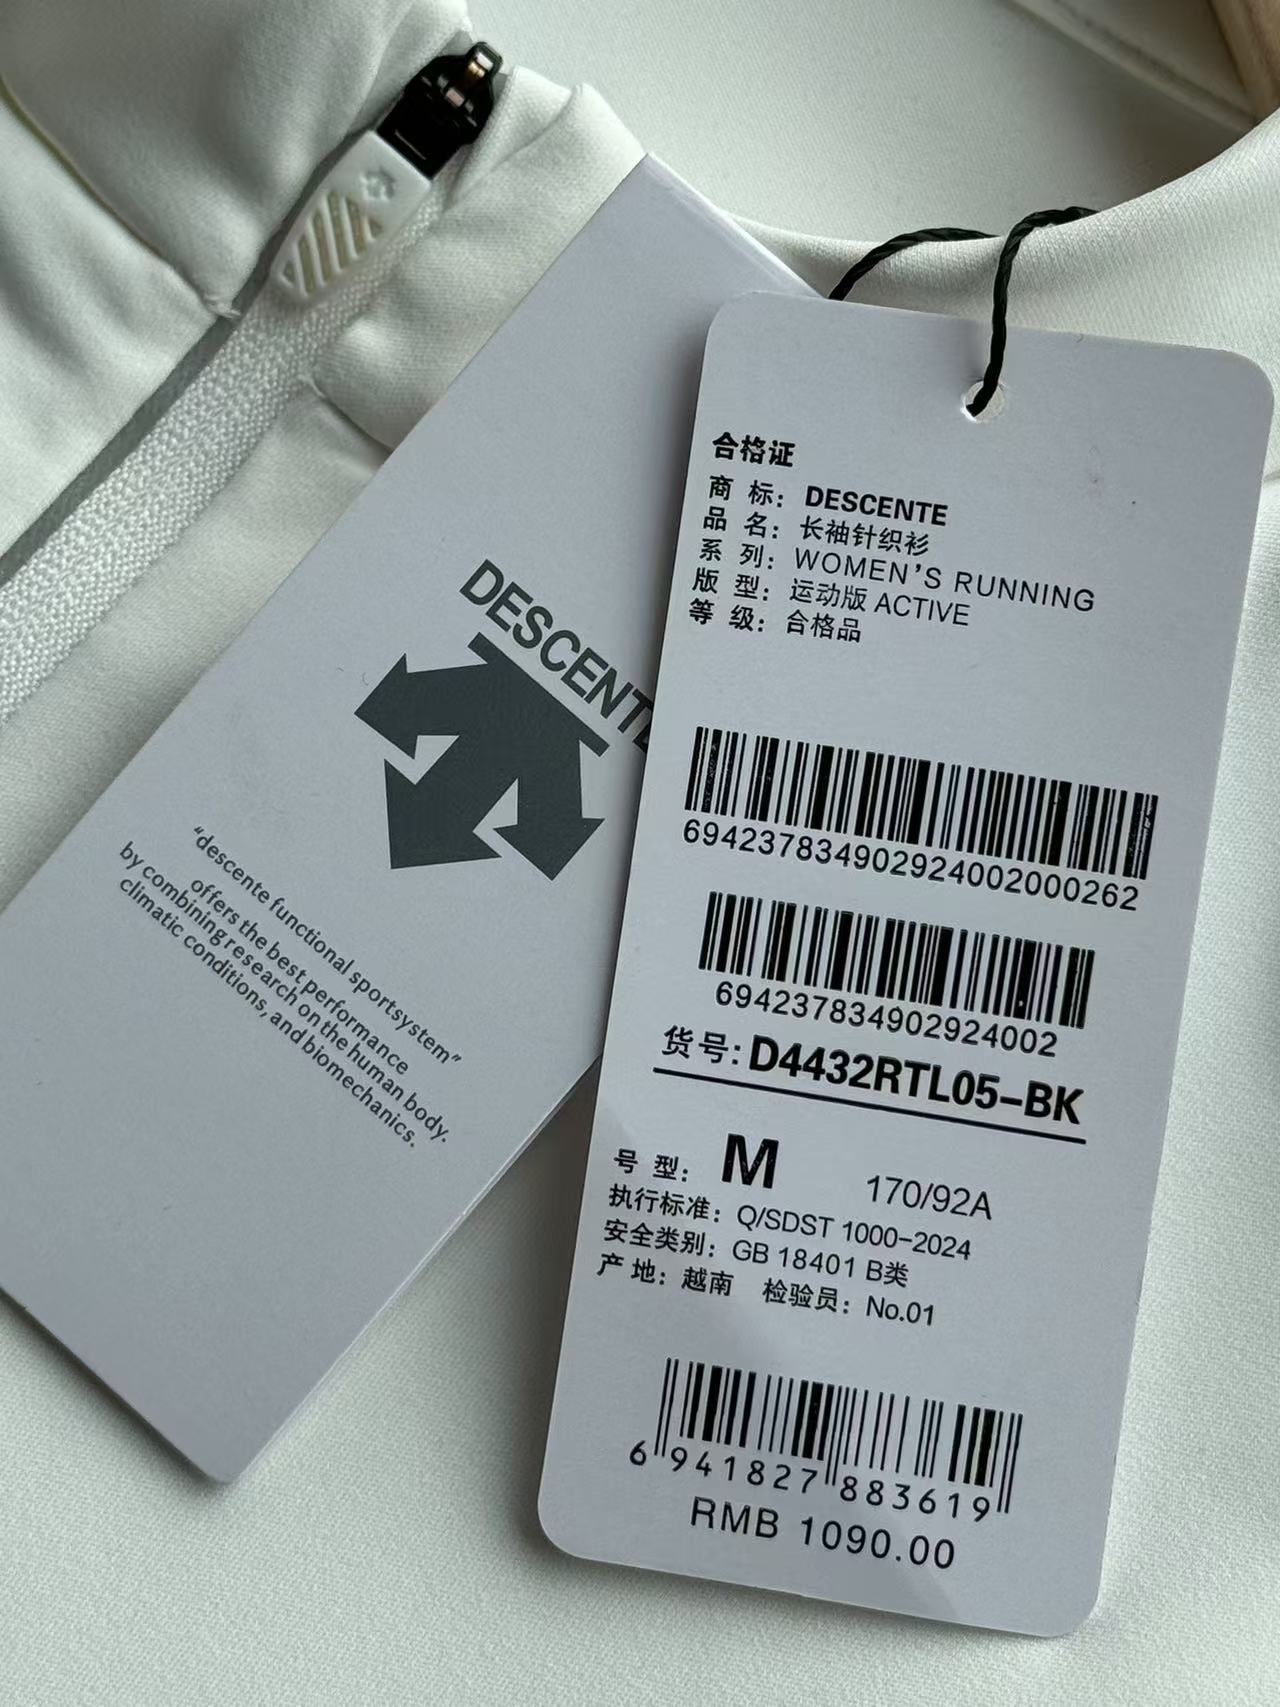 DESCENTE
“descente functional sportsystem”
offers the best performance
by combining research on the human body.
climatic conditions, and biomechanics.
合格证
商 标： DESCENTE
品 名： 长袖针织衫
系 列： WOMEN'S RUNNING
版 型： 运动版 ACTIVE
等 级： 合格品
694237834902924002000262
694237834902924002
货号: D4432RTL05-BK
号 型： M 170/92A
执行标准： Q/SDST 1000-2024
安全类别： GB 18401 B类
产 地： 越南 检验员： No.01
6 941827 883619
RMB 1090.00